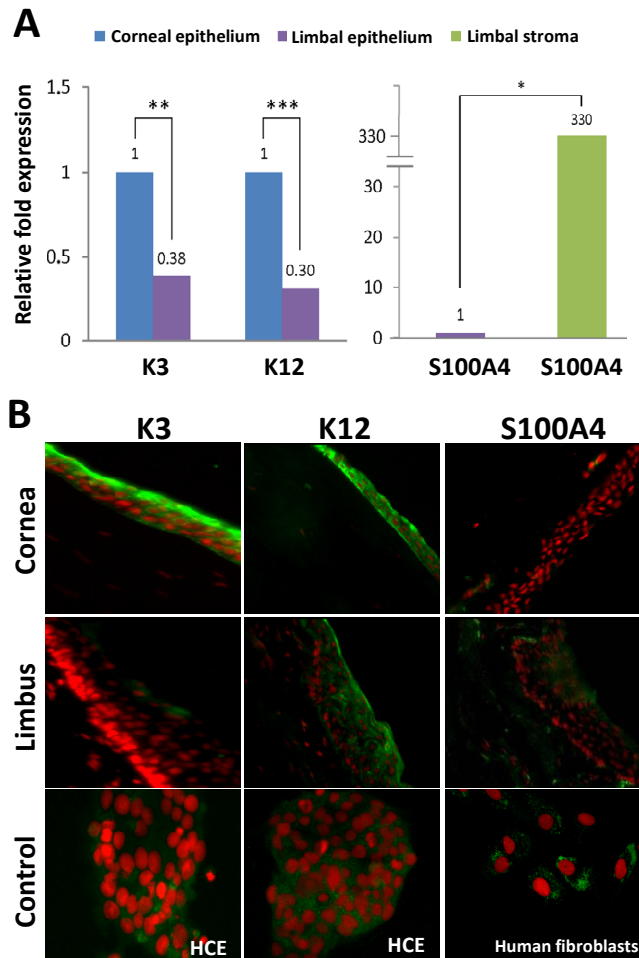 A
Corneal epithelium Limbal epithelium Limbal stroma
Relative fold expression
1.5
1
0.5
0
**
***
1
0.38
1
0.30
K3 K12
330
30
20
10
0
*
1
330
S100A4 S100A4
B
K3 K12 S100A4
Cornea
Limbus
Control
HCE HCE Human fibroblasts